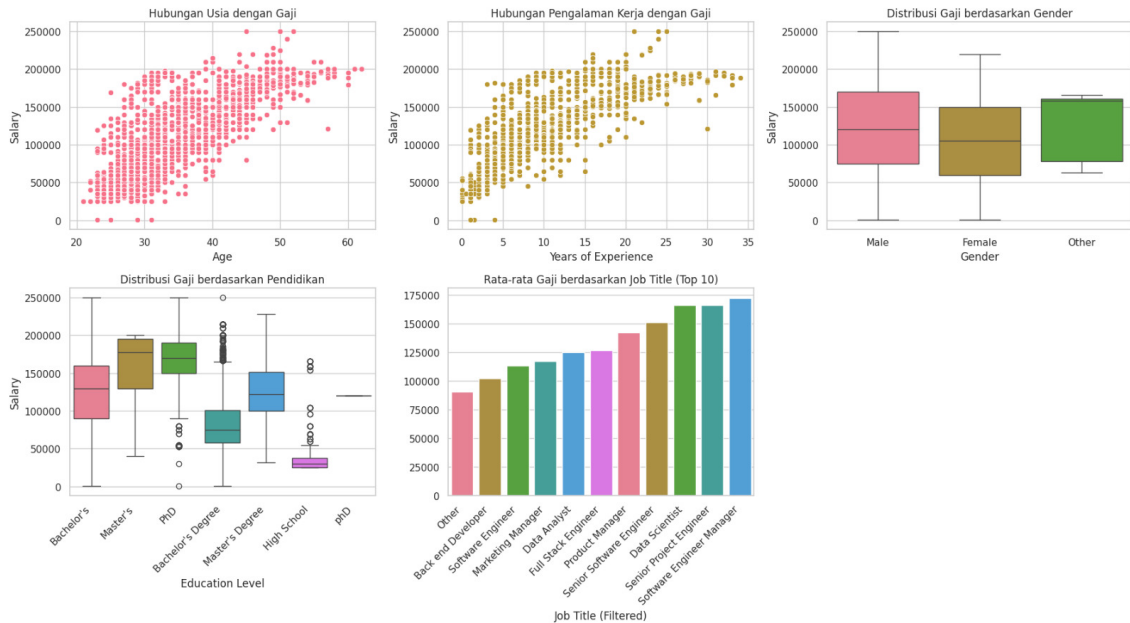 Hubungan Usia dengan Gaji
250000
200000
150000
100000
50000
0
Salary
20
30
40
50
60
Age
Hubungan Pengalaman Kerja dengan Gaji
250000
200000
150000
100000
50000
0
Salary
0
5
10
15
20
25
30
35
Years of Experience
Distribusi Gaji berdasarkan Gender
250000
200000
150000
100000
50000
0
Salary
Male
Female
Other
Gender
Distribusi Gaji berdasarkan Pendidikan
250000
200000
150000
100000
50000
0
Salary
Bachelor's
Master's
PhD
Bachelor's Degree
Master's Degree
High School
phD
Education Level
Rata-rata Gaji berdasarkan Job Title (Top 10)
175000
150000
125000
100000
75000
50000
25000
0
Other
Back end Developer
Software Engineer
Marketing Manager
Data Analyst
Full Stack Engineer
Product Manager
Senior Software Engineer
Data Scientist
Senior Project Engineer
Software Engineer Manager
Job Title (Filtered)